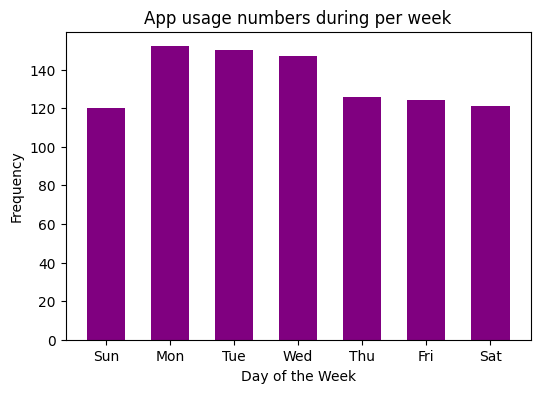 App usage numbers during per week
Frequency
140
120
100
80
60
40
20
0
Sun Mon Tue Wed Thu Fri Sat
Day of the Week